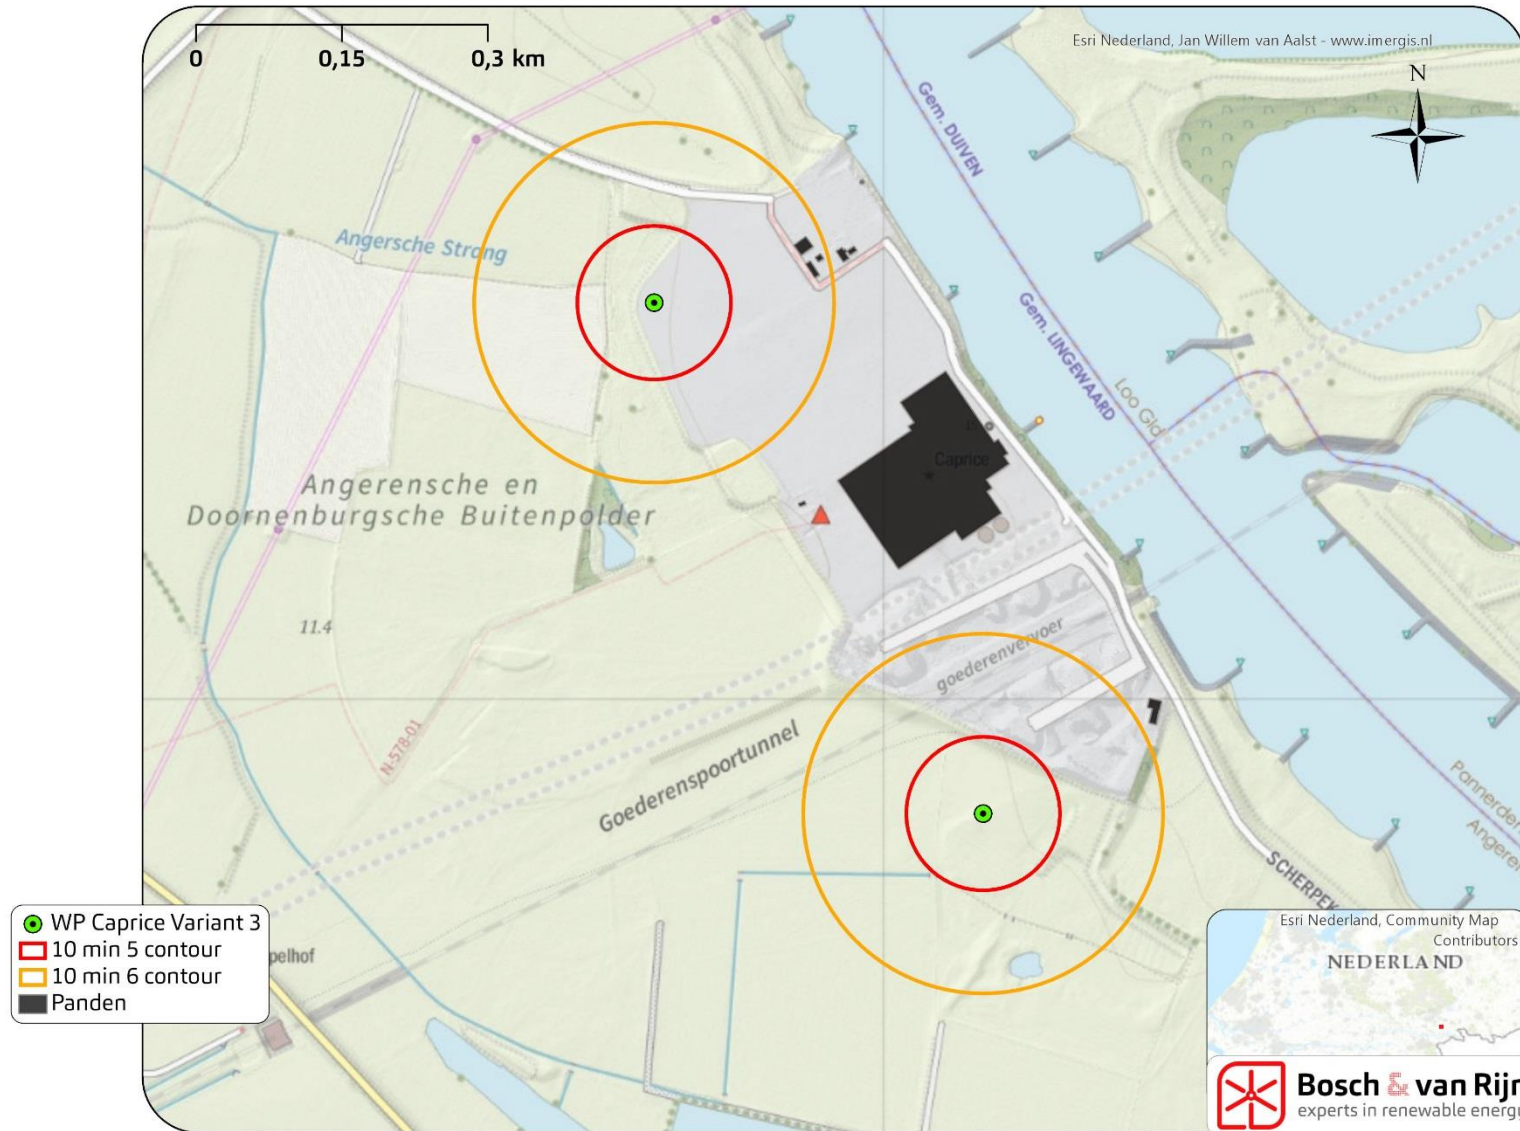 0 0,15 0,3 km
Esri Nederland, Jan Willem van Aalst - www.imergis.nl
N
Gem. DUIVEN
Angersche Strang
Gem. LINGEWAARD
Loo Gld
Caprice
Angerensche en
Doornenburgsche Buitenpolder
11.4
goederenvervoer
N-578-01
Goederenspoortunnel
Pannerden
Angeren
SCHERPEK
WP Caprice Variant 3
10 min 5 contour
10 min 6 contour
Panden
pelhof
Esri Nederland, Community Map
Contributors
NEDERLAND
Bosch & van Rijn
experts in renewable energy